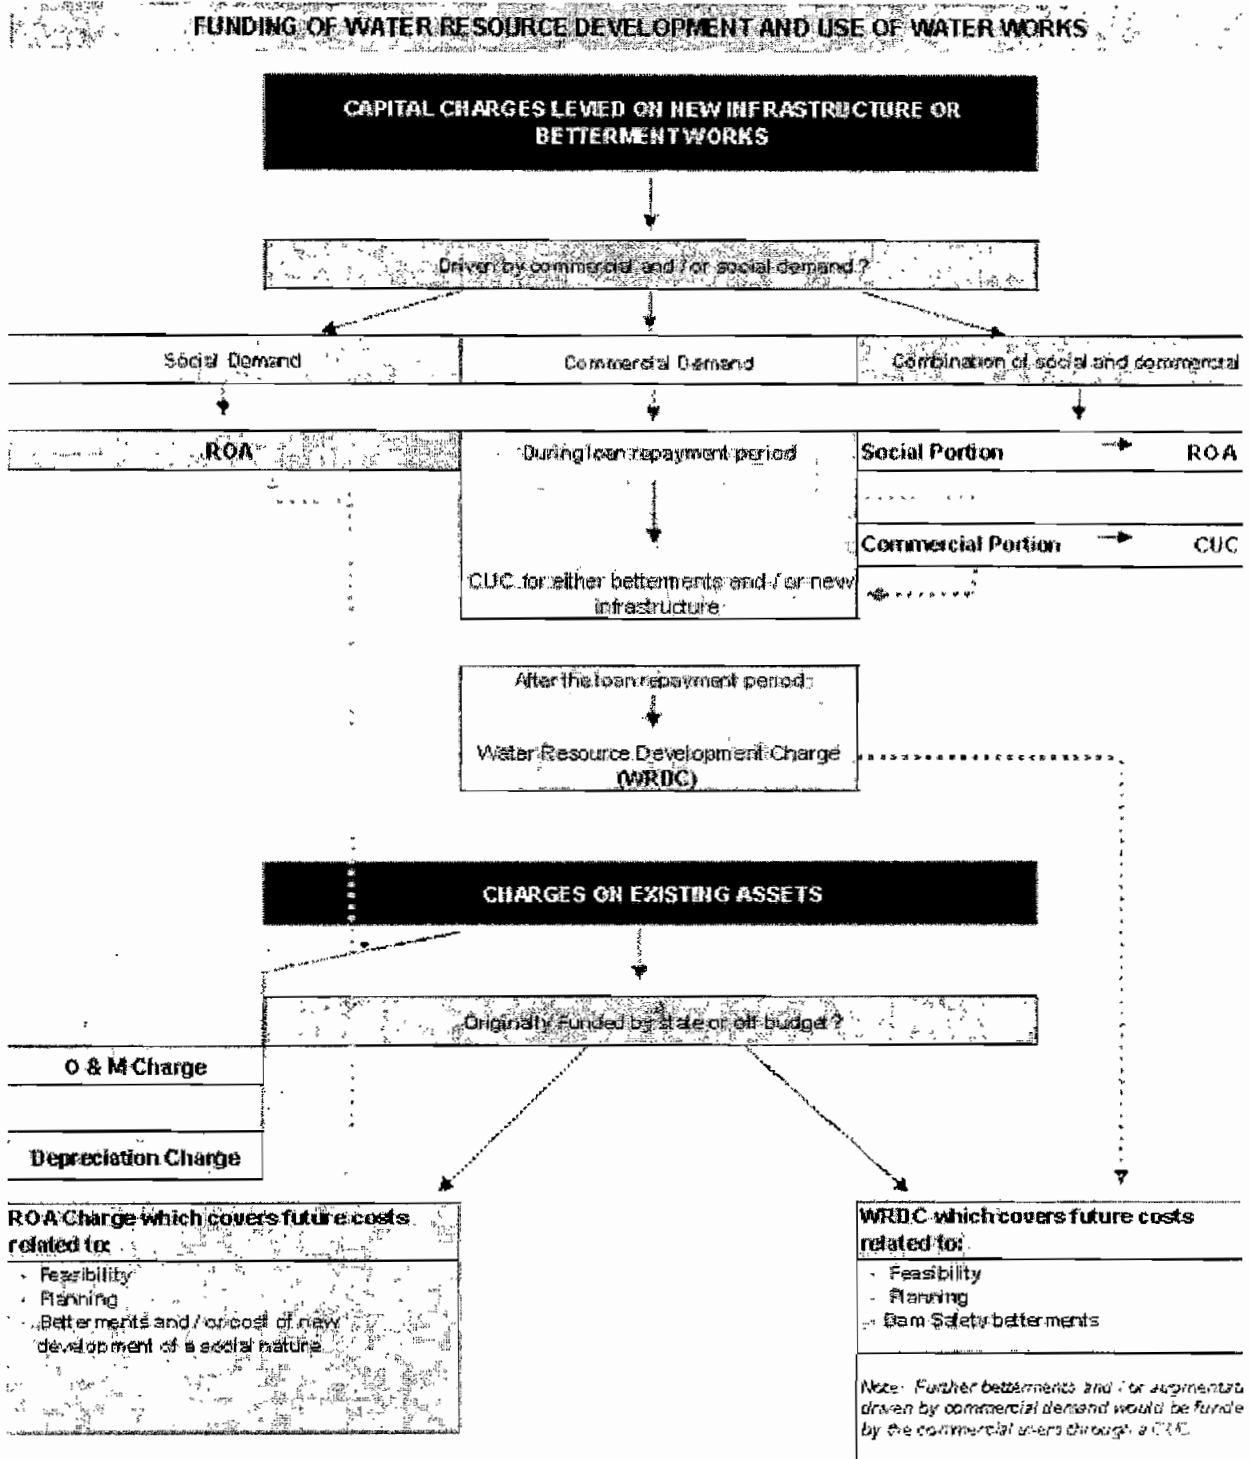 FUNDING OF WATER RESOURCE DEVELOPMENT AND USE OF WATER WORKS
CAPITAL CHARGES LEVIED ON NEW INFRASTRUCTURE OR
BETTERMENT WORKS
Driven by commercial and / or social demand ?
Social Demand
Commercial Demand
Combination of social and commercial
ROA
During loan repayment period
CUC for either betterments and / or new
infrastructure
Social Portion
ROA
Commercial Portion
CUC
After the loan repayment period:
Water Resource Development Charge
(WRDC)
CHARGES ON EXISTING ASSETS
Originally Funded by state or off budget ?
O & M Charge
Depreciation Charge
ROA Charge which covers future costs
related to:
- Feasibility
- Planning
- Betterments and / or cost of new
development of a social nature
WRDC which covers future costs
related to:
- Feasibility
- Planning
- Dam Safety betterments
Note: Further betterments and / or augmentati
driven by commercial demand would be funde
by the commercial users through a CUC.